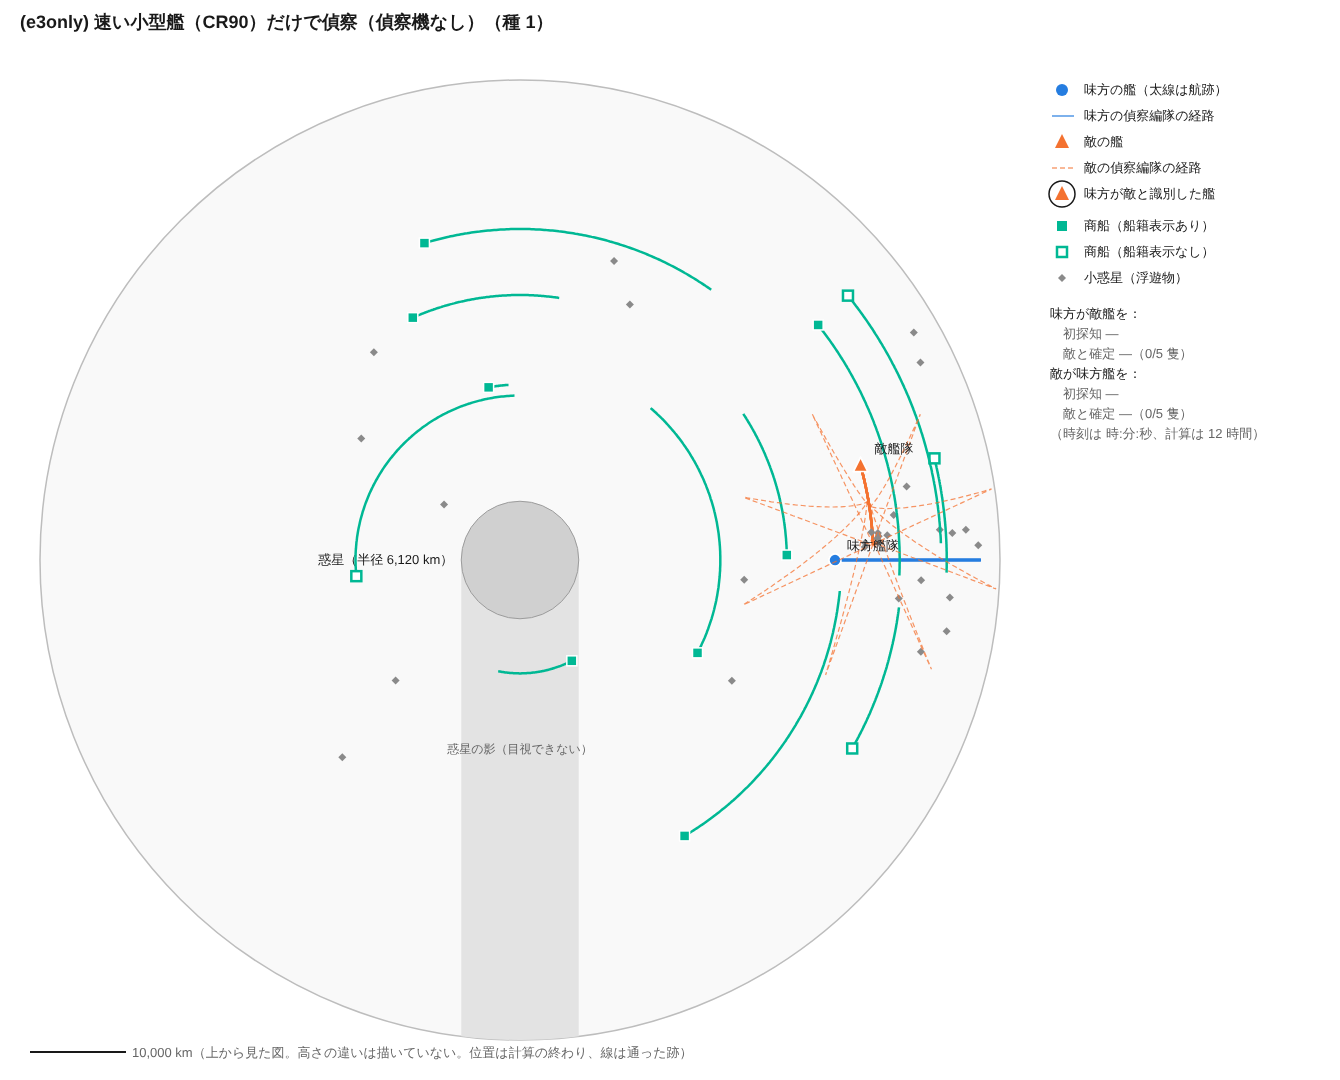 (e3only) 速い小型艦（CR90）だけで偵察（偵察機なし）（種 1）
味方の艦（太線は航跡）
味方の偵察編隊の経路
敵の艦
敵の偵察編隊の経路
味方が敵と識別した艦
商船（船籍表示あり）
商船（船籍表示なし）
小惑星（浮遊物）
味方が敵艦を：
初探知 —
敵と確定 —（0/5 隻）
敵が味方艦を：
初探知 —
敵と確定 —（0/5 隻）
（時刻は 時:分:秒、計算は 12 時間）
敵艦隊
味方艦隊
惑星（半径 6,120 km）
惑星の影（目視できない）
10,000 km（上から見た図。高さの違いは描いていない。位置は計算の終わり、線は通った跡）